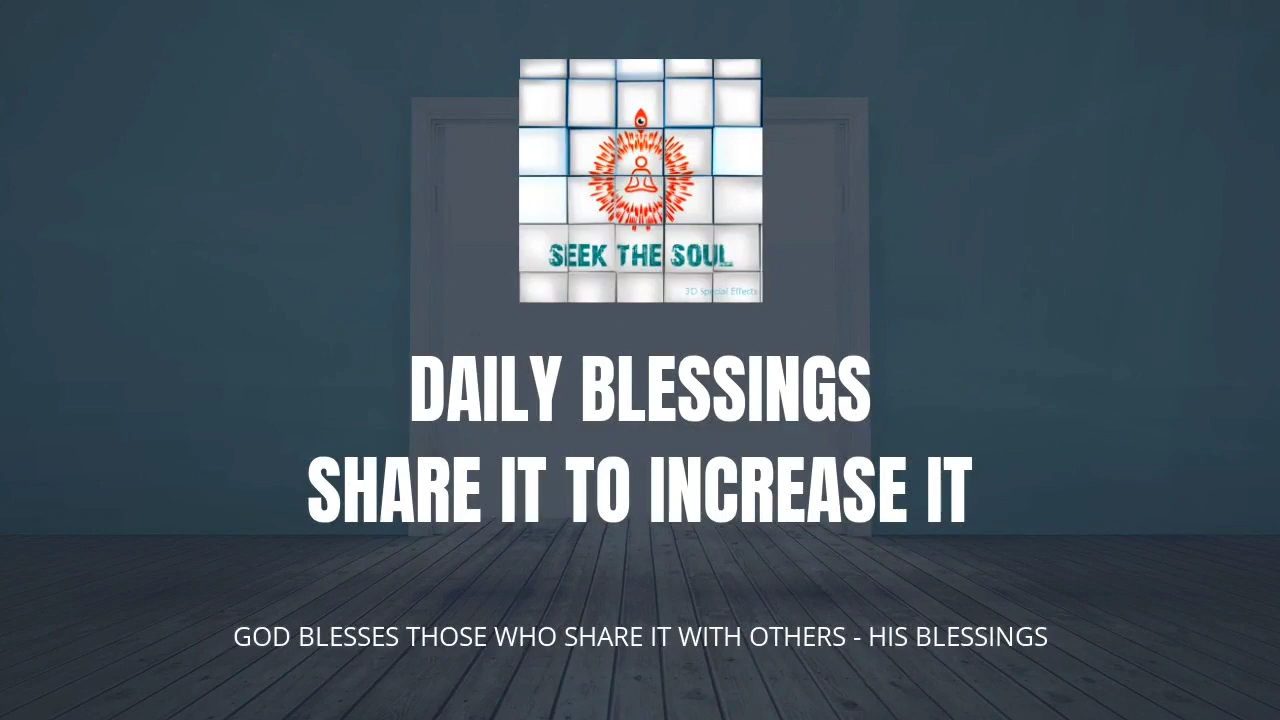 SEEK THE SOUL
3D Special Effects
DAILY BLESSINGS
SHARE IT TO INCREASE IT
GOD BLESSES THOSE WHO SHARE IT WITH OTHERS - HIS BLESSINGS